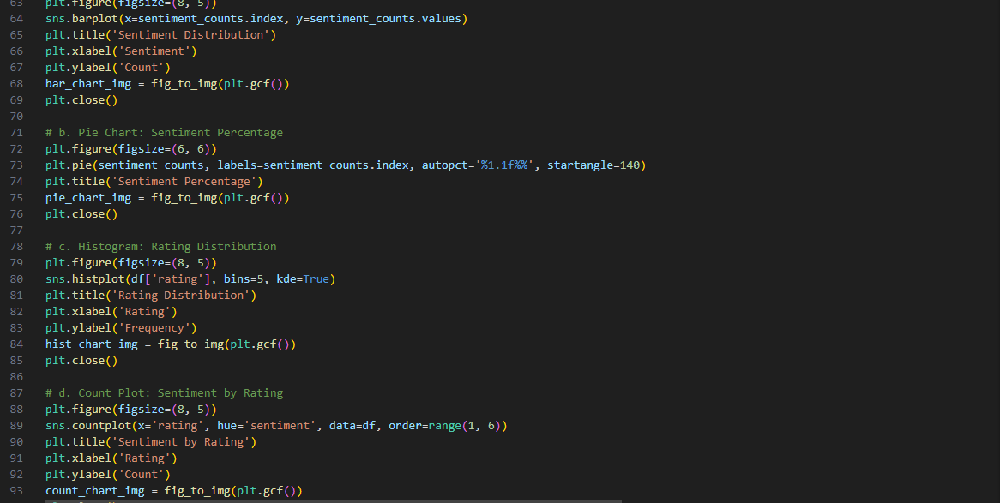 63 plt.figure(figsize=(8, 5))
64 sns.barplot(x=sentiment_counts.index, y=sentiment_counts.values)
65 plt.title('Sentiment Distribution')
66 plt.xlabel('Sentiment')
67 plt.ylabel('Count')
68 bar_chart_img = fig_to_img(plt.gcf())
69 plt.close()
70
71 # b. Pie Chart: Sentiment Percentage
72 plt.figure(figsize=(6, 6))
73 plt.pie(sentiment_counts, labels=sentiment_counts.index, autopct='%1.1f%%', startangle=140)
74 plt.title('Sentiment Percentage')
75 pie_chart_img = fig_to_img(plt.gcf())
76 plt.close()
77
78 # c. Histogram: Rating Distribution
79 plt.figure(figsize=(8, 5))
80 sns.histplot(df['rating'], bins=5, kde=True)
81 plt.title('Rating Distribution')
82 plt.xlabel('Rating')
83 plt.ylabel('Frequency')
84 hist_chart_img = fig_to_img(plt.gcf())
85 plt.close()
86
87 # d. Count Plot: Sentiment by Rating
88 plt.figure(figsize=(8, 5))
89 sns.countplot(x='rating', hue='sentiment', data=df, order=range(1, 6))
90 plt.title('Sentiment by Rating')
91 plt.xlabel('Rating')
92 plt.ylabel('Count')
93 count_chart_img = fig_to_img(plt.gcf())